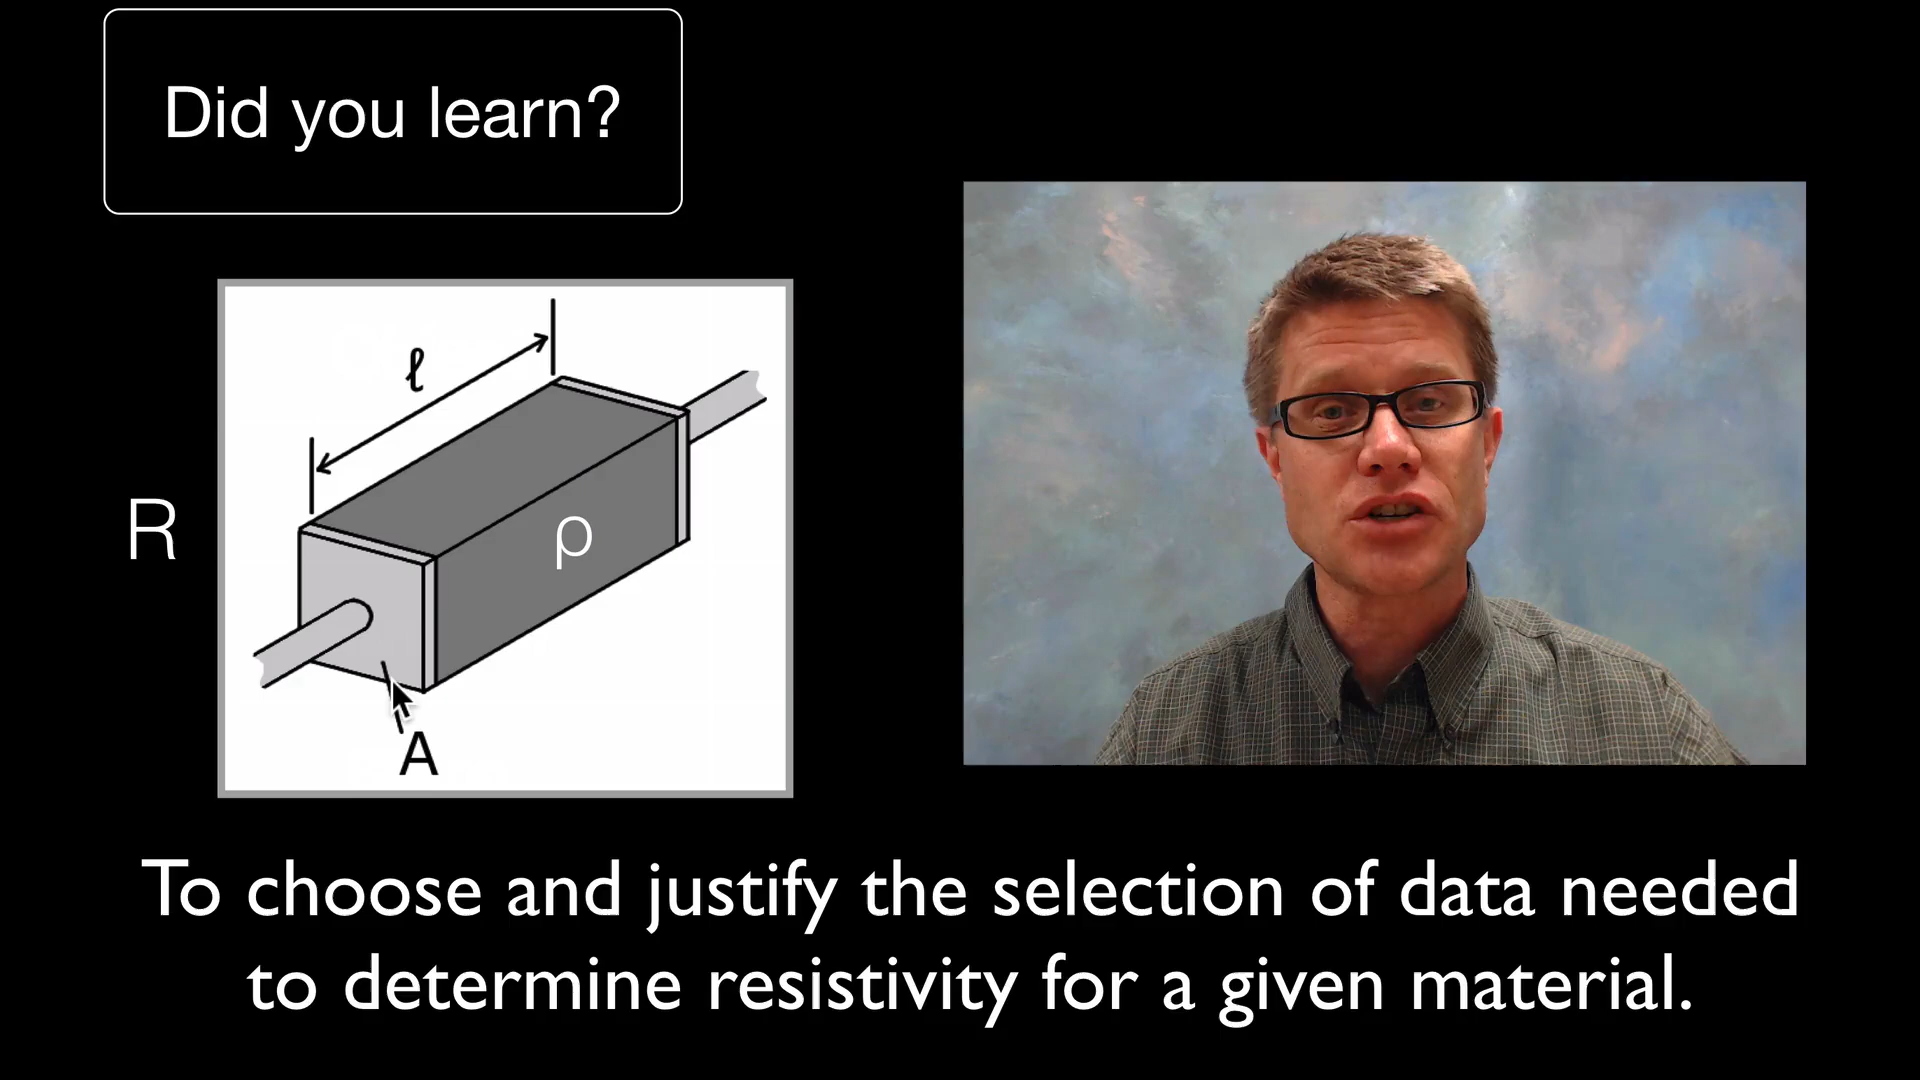 Did you learn?
ℓ
R
ρ
A
To choose and justify the selection of data needed
to determine resistivity for a given material.